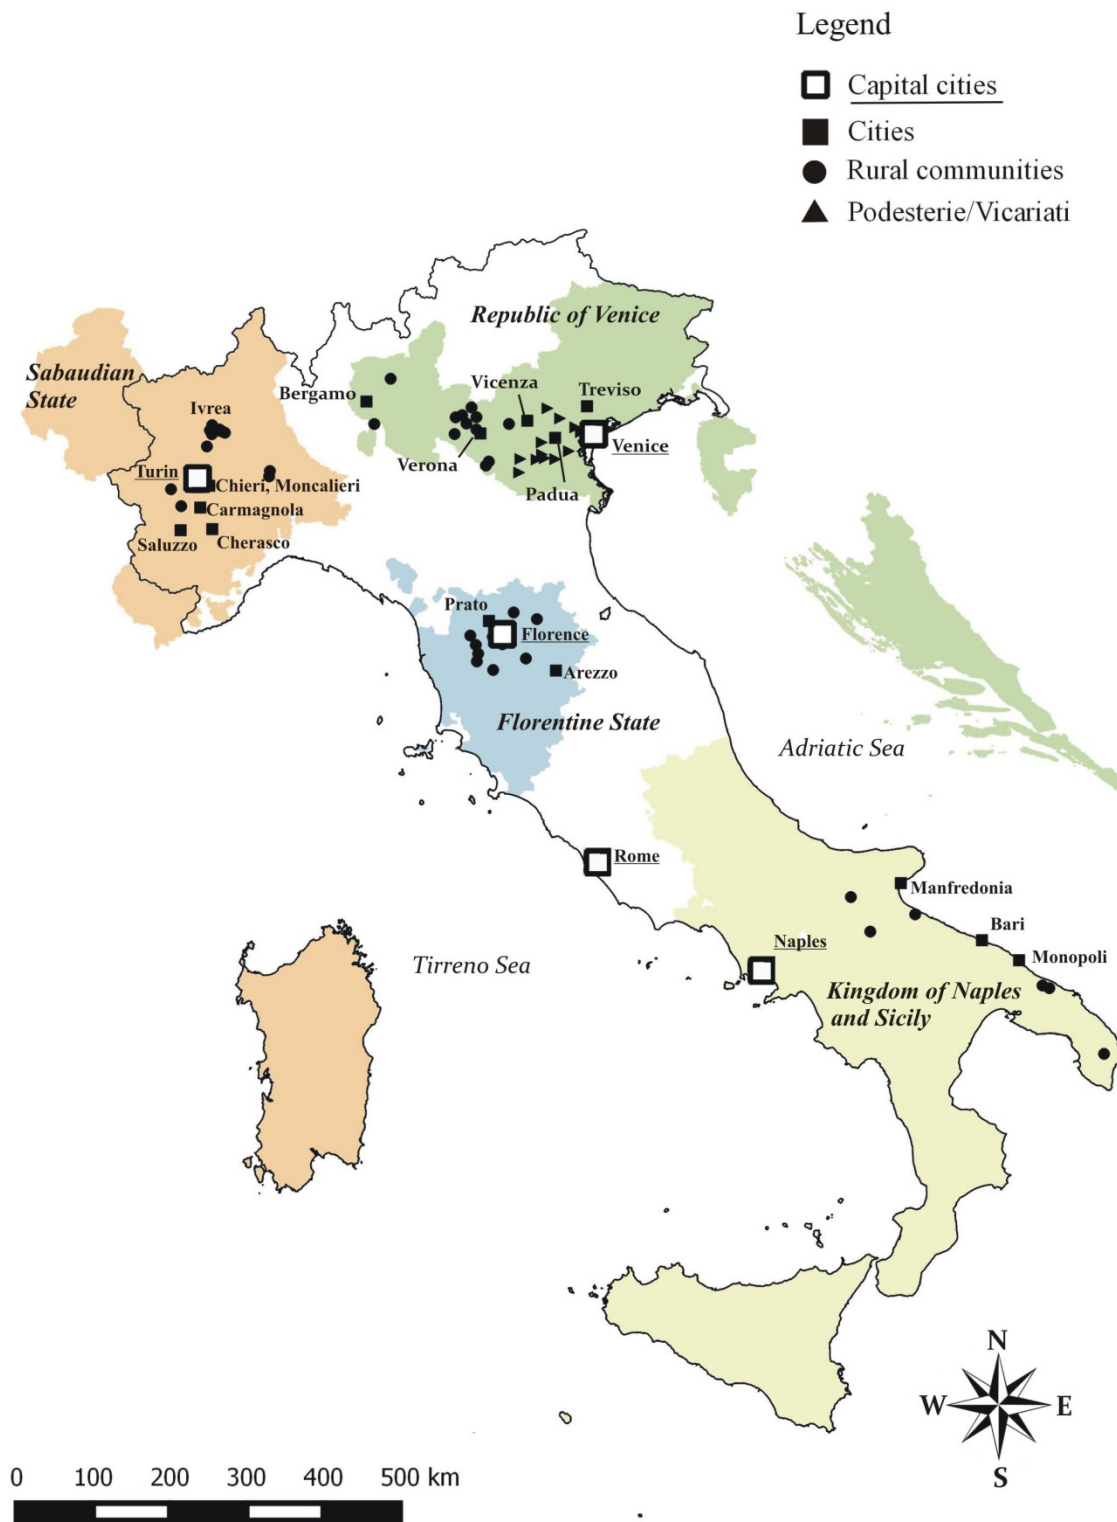 Legend
Capital cities
Cities
Rural communities
Podesterie/Vicariati
Republic of Venice
Sabaudian
State
Ivrea
Bergamo
Vicenza
Treviso
Venice
Verona
Padua
Turin
Chieri, Moncalieri
Carmagnola
Saluzzo
Cherasco
Prato
Florence
Arezzo
Florentine State
Adriatic Sea
Rome
Manfredonia
Bari
Monopoli
Naples
Tirreno Sea
Kingdom of Naples
and Sicily
N
W
E
S
0 100 200 300 400 500 km